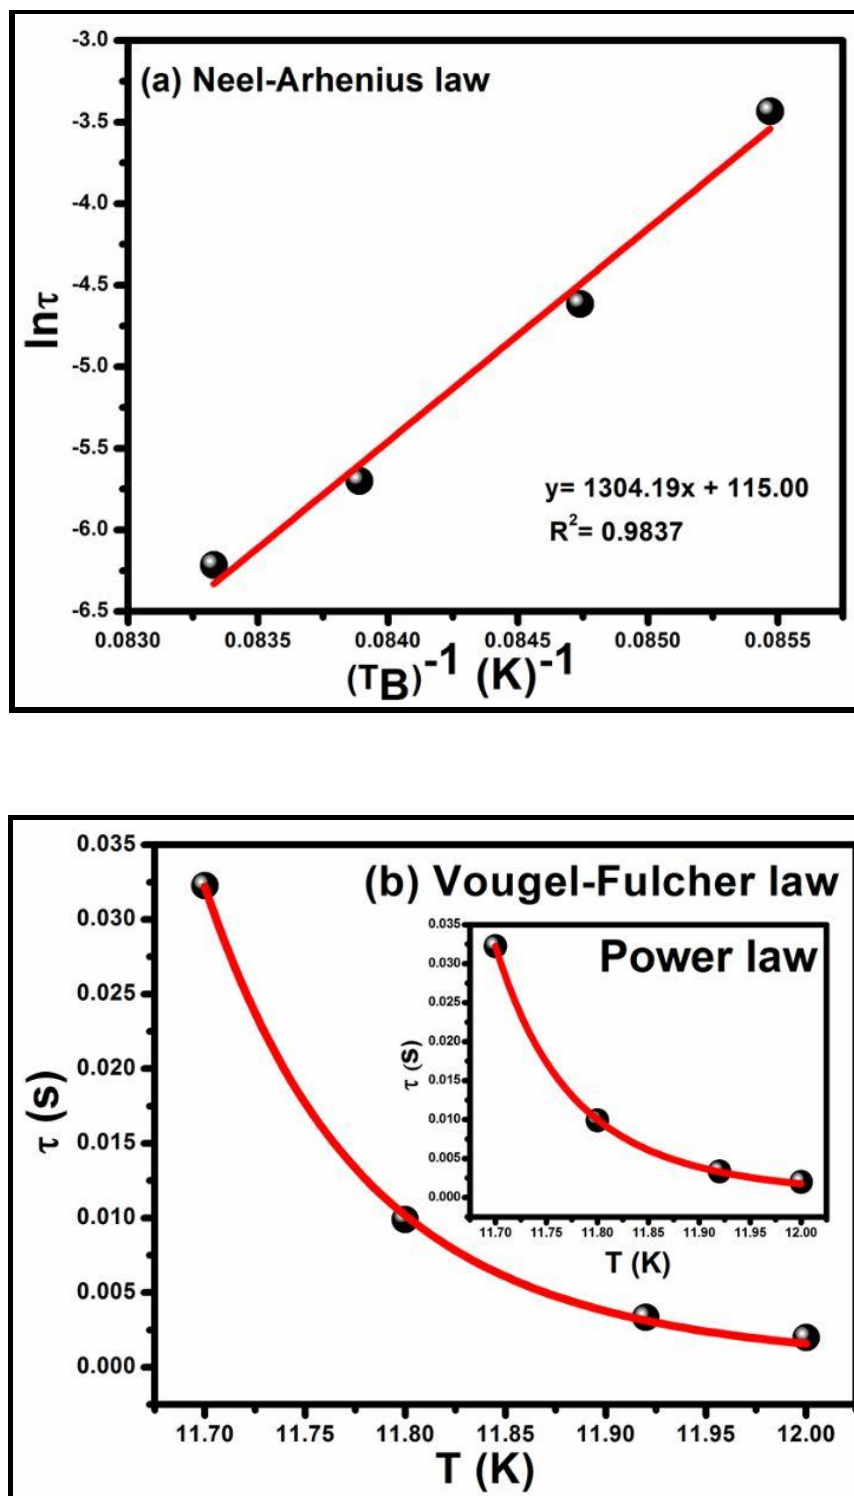 (a) Neel-Arhenius law
-3.0
-3.5
-4.0
-4.5
-5.0
-5.5
-6.0
-6.5
lnτ
y= 1304.19x + 115.00
R²= 0.9837
0.0830 0.0835 0.0840 0.0845 0.0850 0.0855
(TB)-1 (K)-1
(b) Vougel-Fulcher law
0.035
0.030
0.025
0.020
0.015
0.010
0.005
0.000
τ (s)
Power law
0.035
0.030
0.025
0.020
0.015
0.010
0.005
0.000
τ (s)
11.70 11.75 11.80 11.85 11.90 11.95 12.00
T (K)
11.70 11.75 11.80 11.85 11.90 11.95 12.00
T (K)